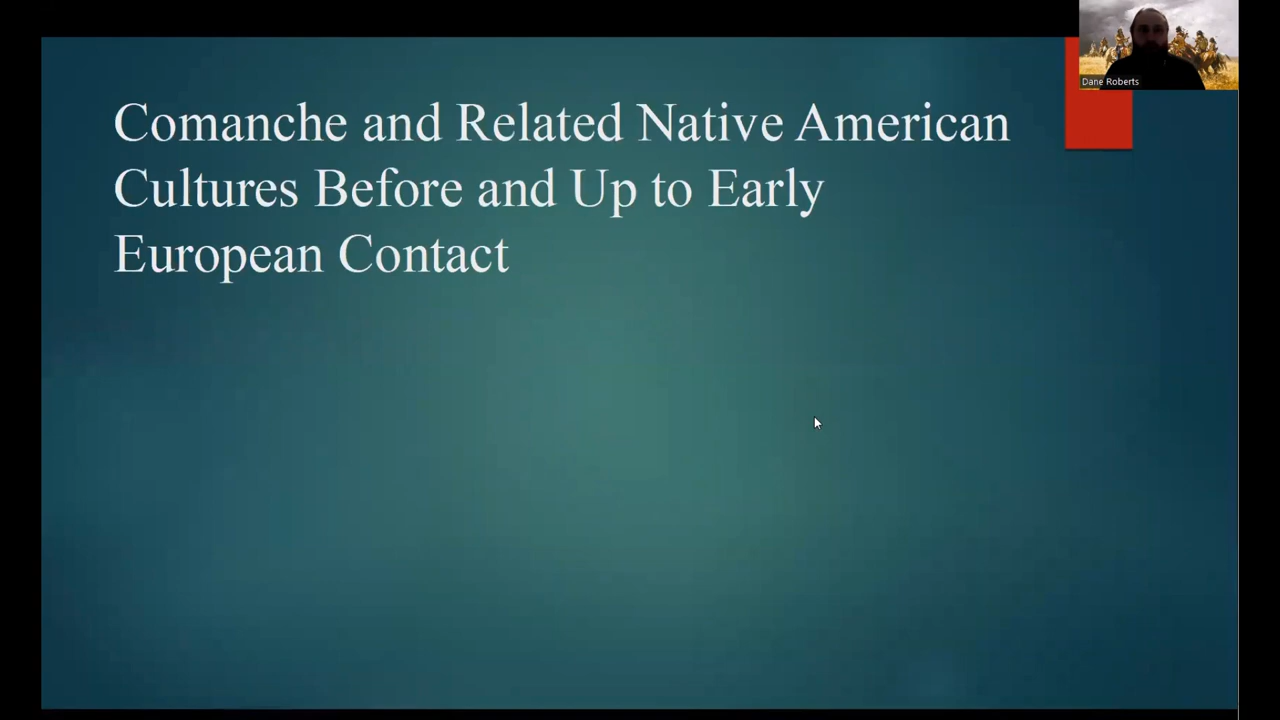 Comanche and Related Native American
Cultures Before and Up to Early
European Contact
Dane Roberts